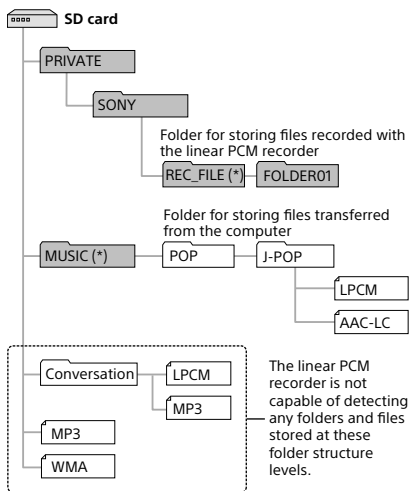 SD card
PRIVATE
SONY
Folder for storing files recorded with
the linear PCM recorder
REC_FILE (*)
FOLDER01
Folder for storing files transferred
from the computer
MUSIC (*)
POP
J-POP
LPCM
AAC-LC
Conversation
LPCM
MP3
MP3
WMA
The linear PCM
recorder is not
capable of detecting
any folders and files
stored at these
folder structure
levels.